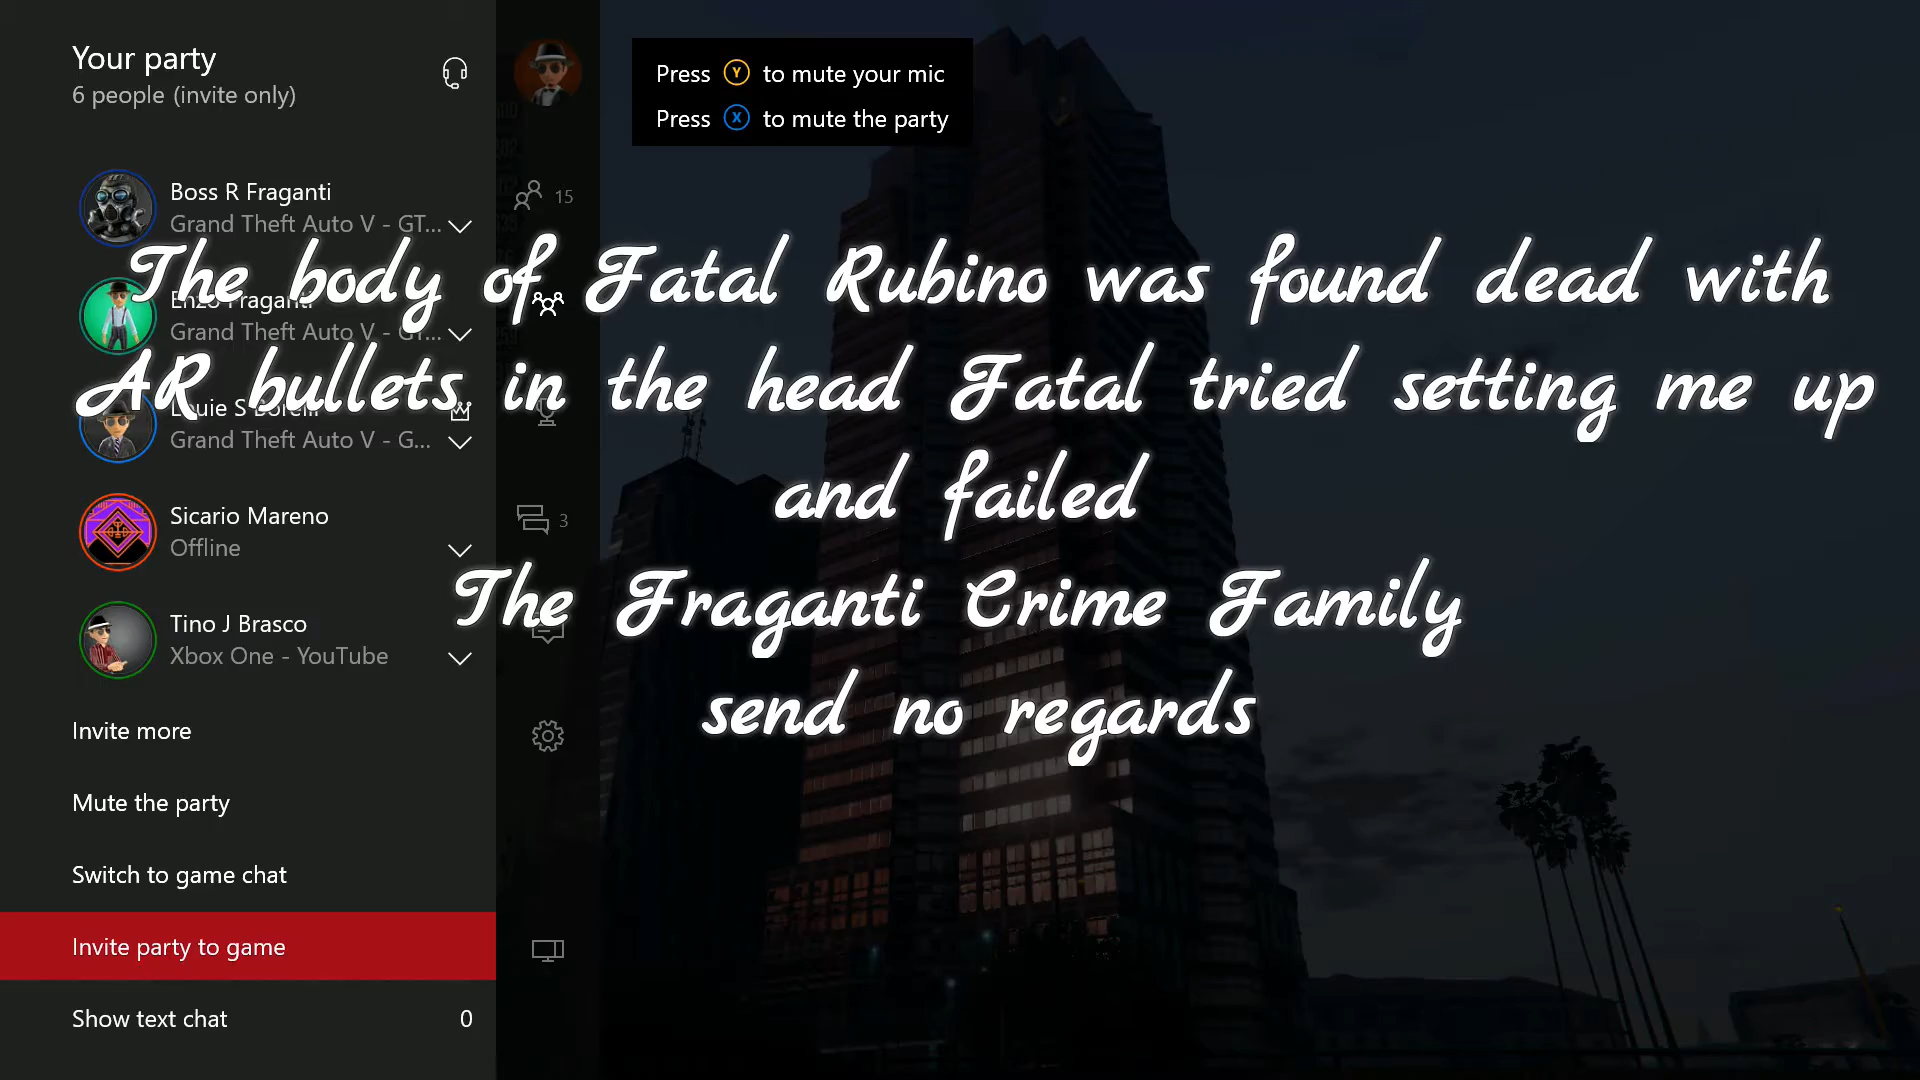 Your party
6 people (invite only)
Press Y to mute your mic
Press X to mute the party
15
Boss R Fraganti
Grand Theft Auto V - GT...
The body of Fatal Rubino was found dead with
Enzo Fraganti
Grand Theft Auto V - GT...
AR bullets in the head Fatal tried setting me up
Louie S Borelli
Grand Theft Auto V - G...
and failed
Sicario Mareno
Offline
3
The Fraganti Crime Family
Tino J Brasco
Xbox One - YouTube
send no regards
Invite more
Mute the party
Switch to game chat
Invite party to game
Show text chat 0